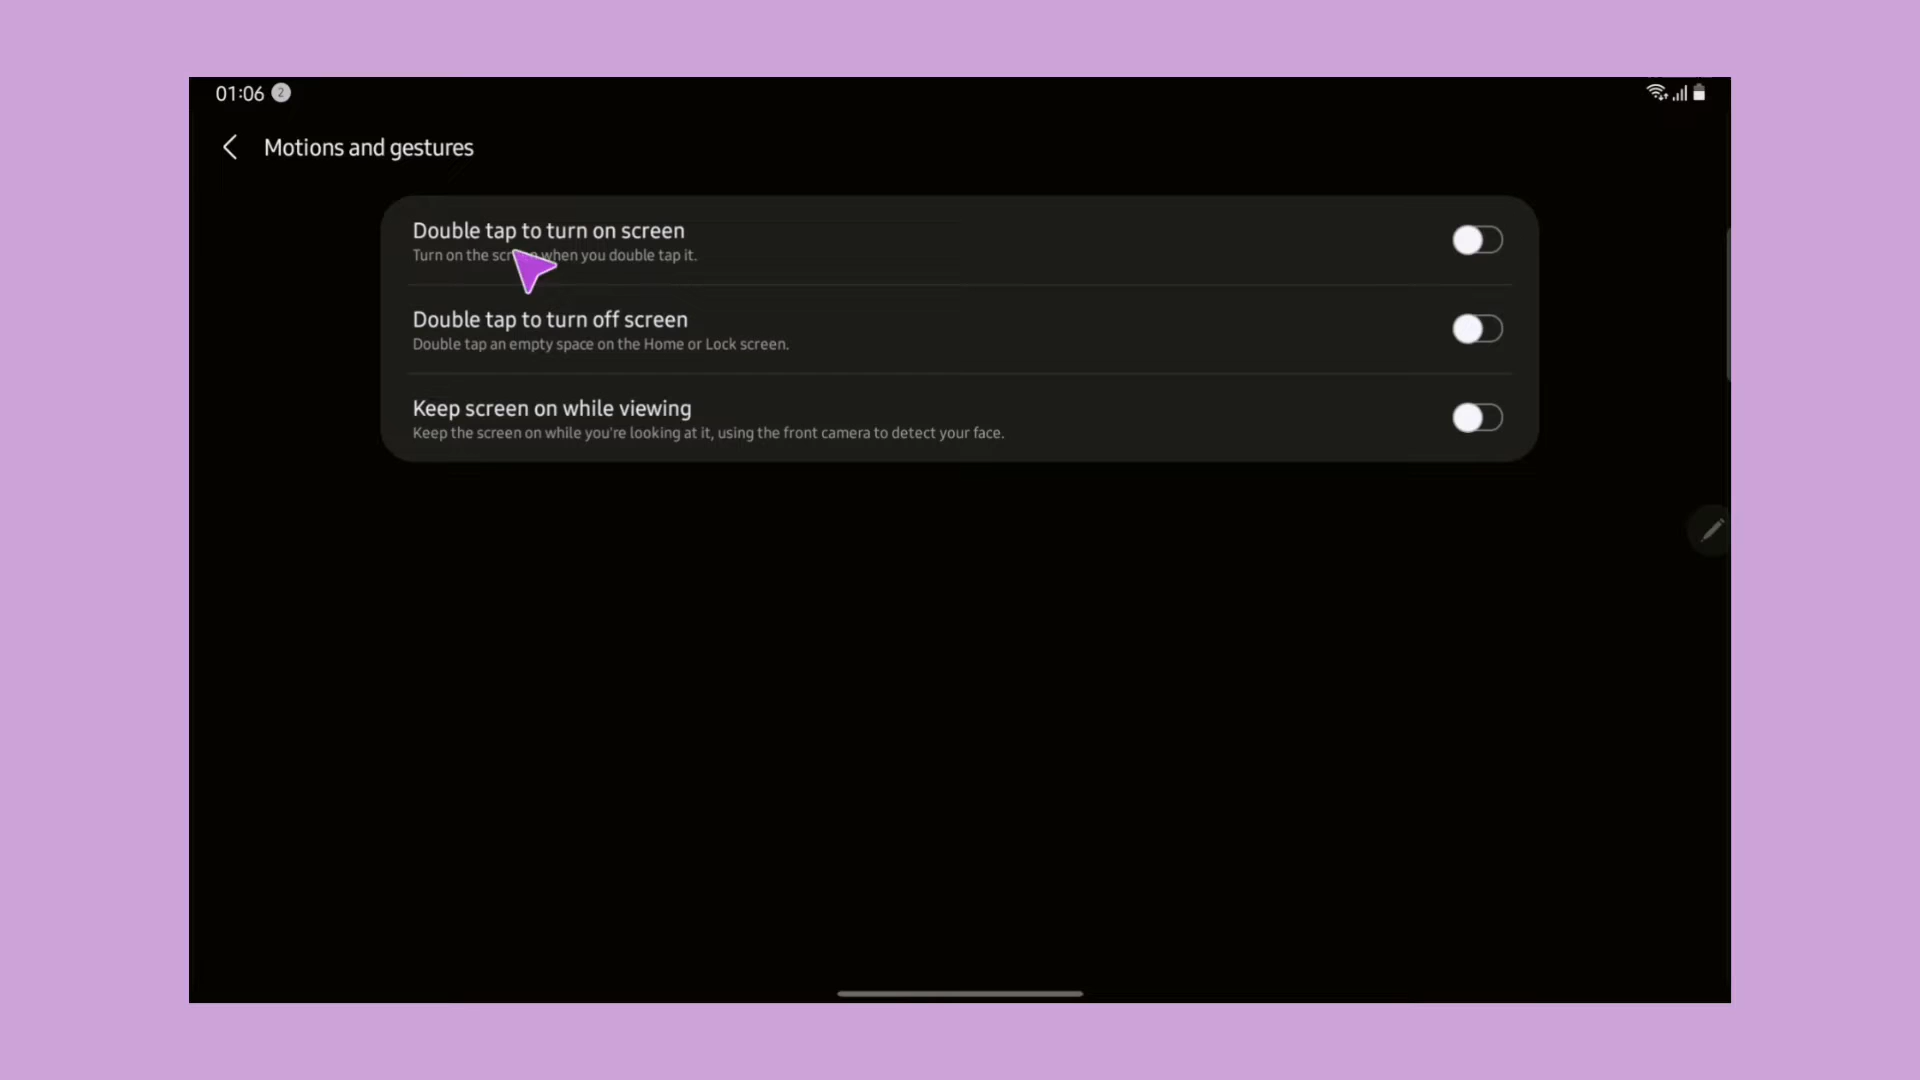 01:06 2
Motions and gestures
Double tap to turn on screen
Turn on the screen when you double tap it.
Double tap to turn off screen
Double tap an empty space on the Home or Lock screen.
Keep screen on while viewing
Keep the screen on while you're looking at it, using the front camera to detect your face.